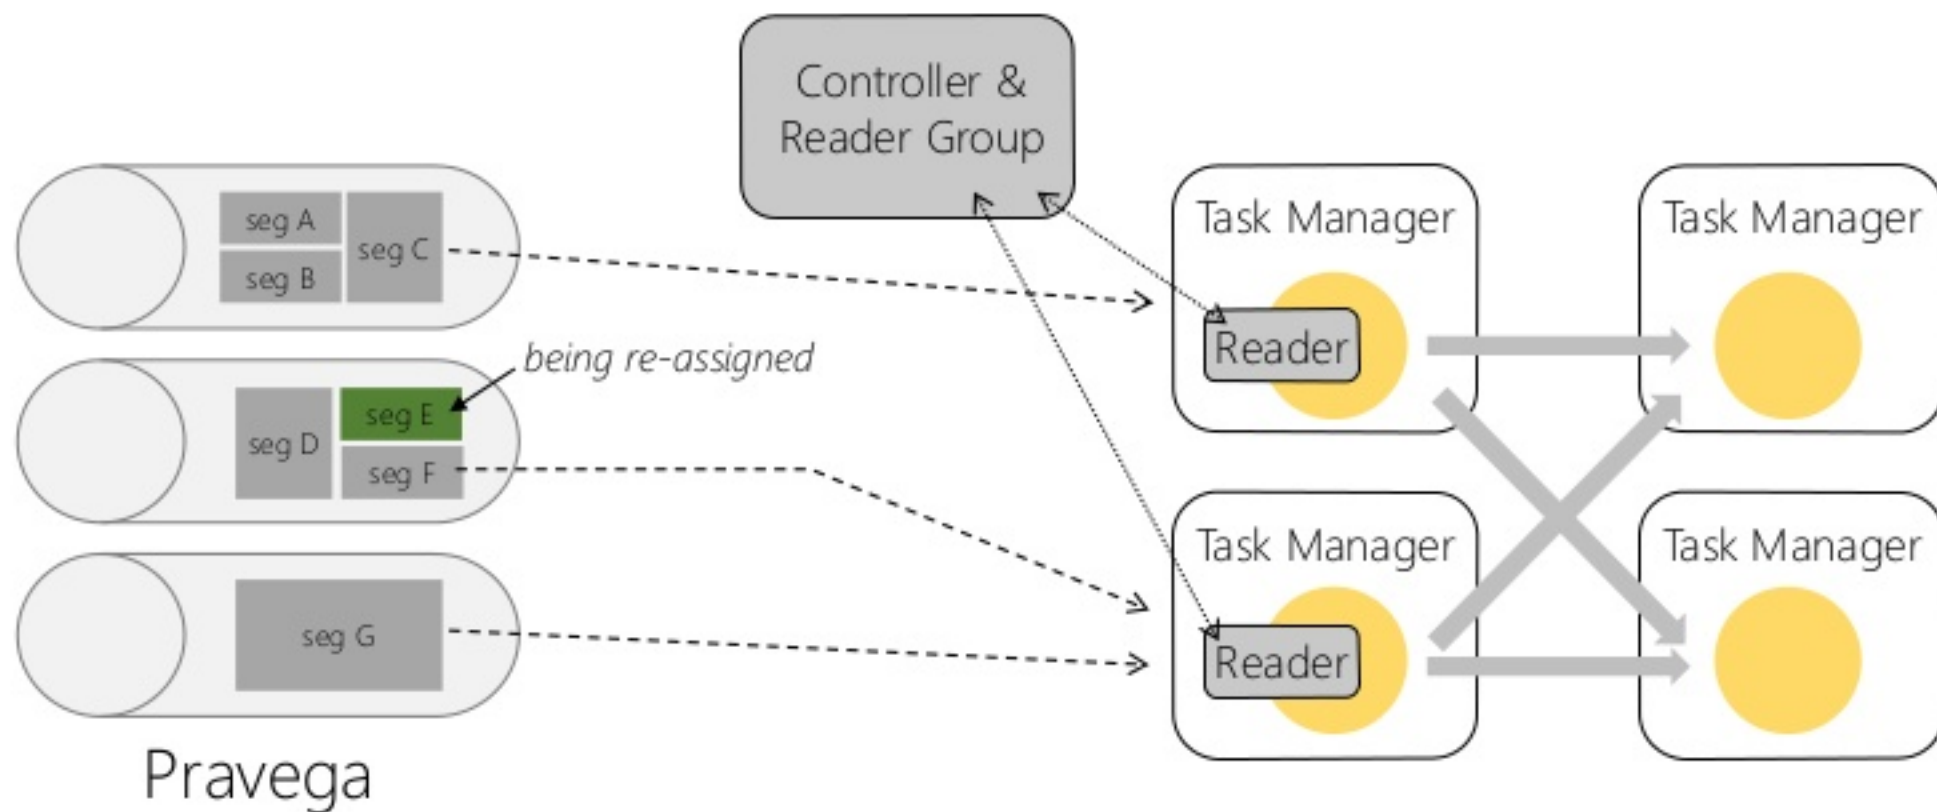 Controller &
Reader Group
seg A
seg B
seg C
being re-assigned
seg D
seg E
seg F
seg G
Pravega
Task Manager
Reader
Task Manager
Task Manager
Reader
Task Manager